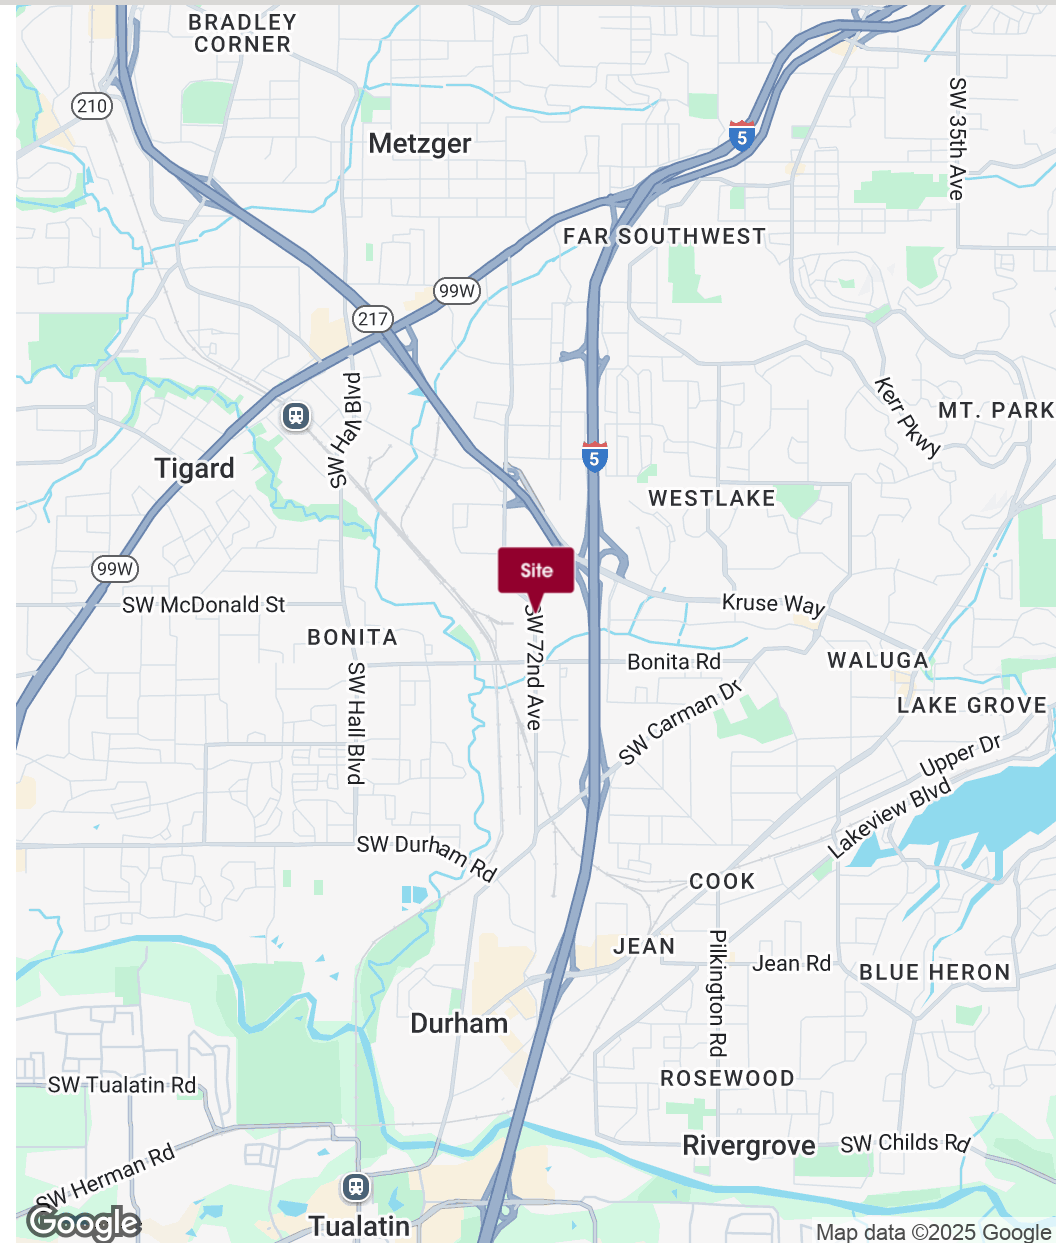 BRADLEY
CORNER
210
Metzger
5
SW 35th Ave
FAR SOUTHWEST
99W
217
SW Hall Blvd
Kerr Pkwy
MT. PARK
5
Tigard
WESTLAKE
99W
Site
SW McDonald St
Kruse Way
BONITA
SW 72nd Ave
Bonita Rd
WALUGA
SW Hall Blvd
SW Carman Dr
LAKE GROVE
Upper Dr
Lakeview Blvd
SW Durham Rd
COOK
JEAN
Pilkington Rd
Jean Rd
BLUE HERON
Durham
SW Tualatin Rd
ROSEWOOD
Rivergrove
SW Childs Rd
SW Herman Rd
Tualatin
Google
Map data ©2025 Google